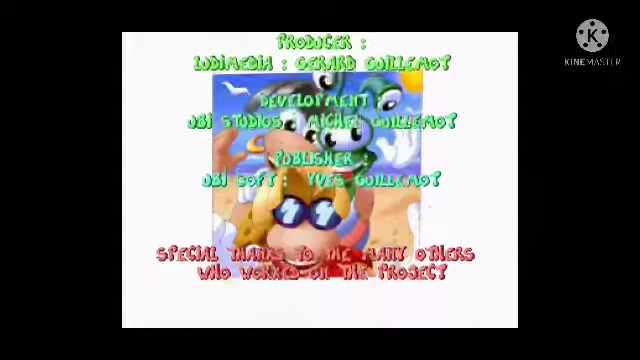 PRODUCER :
LUDIMEDIA : GERARD GUILLEMOT
DEVELOPMENT :
UBI STUDIOS : MICHEL GUILLEMOT
PUBLISHER :
UBI SOFT : YVES GUILLEMOT
SPECIAL THANKS TO THE MANY OTHERS
WHO WORKED ON THE PROJECT
KINEMASTER